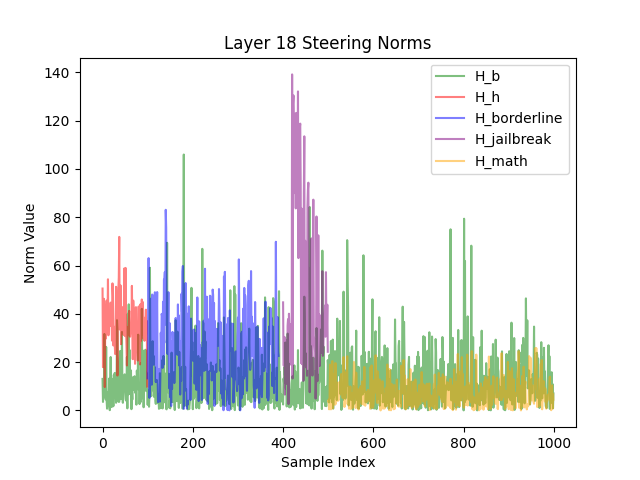 Layer 18 Steering Norms
Norm Value
140
120
100
80
60
40
20
0
0
200
400
600
800
1000
Sample Index
H_b
H_h
H_borderline
H_jailbreak
H_math